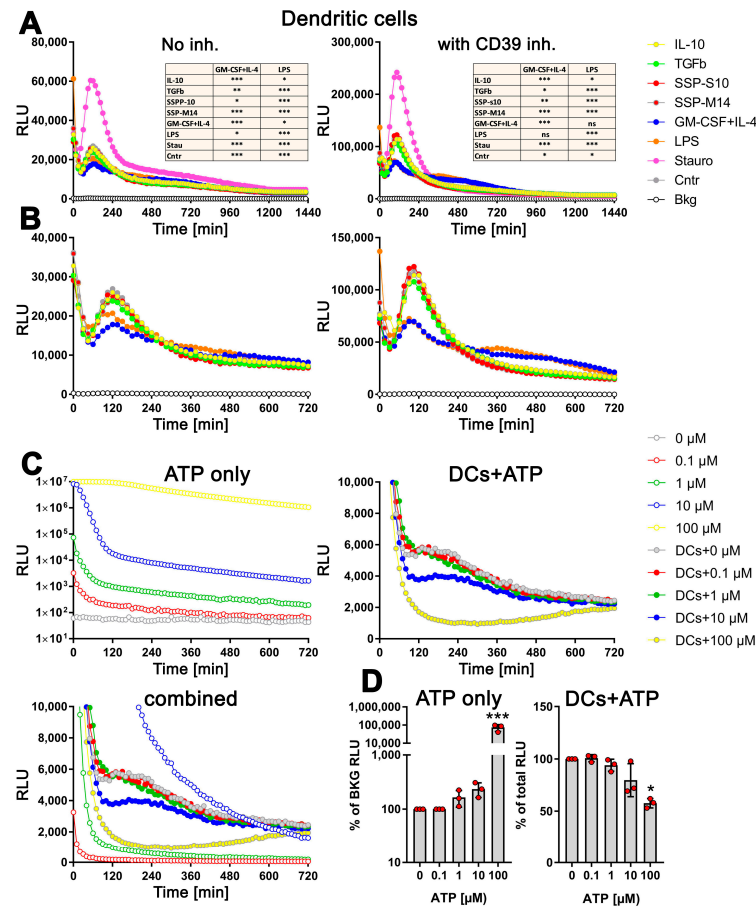 Dendritic cells
A
No inh.
with CD39 inh.
RLU
80,000
60,000
40,000
20,000
0
0 240 480 720 960 1200 1440
Time [min]
GM-CSF+IL-4 LPS
IL-10 *** *
TGFb ** ***
SSPP-10 * ***
SSP-M14 *** ***
GM-CSF+IL-4 *** *
LPS * ***
Stau *** ***
Cntr *** ***
RLU
300,000
250,000
200,000
150,000
100,000
50,000
0
0 240 480 720 960 1200 1440
Time [min]
GM-CSF+IL-4 LPS
IL-10 *** *
TGFb * ***
SSP-s10 ** ***
SSP-M14 *** ***
GM-CSF+IL-4 *** ns
LPS ns ***
Stau *** ***
Cntr * *
IL-10
TGFb
SSP-S10
SSP-M14
GM-CSF+IL-4
LPS
Stauro
Cntr
Bkg
B
RLU
40,000
30,000
20,000
10,000
0
0 120 240 360 480 600 720
Time [min]
RLU
150,000
100,000
50,000
0
0 120 240 360 480 600 720
Time [min]
C
ATP only
RLU
1×10⁷
1×10⁶
1×10⁵
1×10⁴
1×10³
1×10²
1×10¹
0 120 240 360 480 600 720
Time [min]
DCs+ATP
RLU
10,000
8,000
6,000
4,000
2,000
0
0 120 240 360 480 600 720
Time [min]
0 µM
0.1 µM
1 µM
10 µM
100 µM
DCs+0 µM
DCs+0.1 µM
DCs+1 µM
DCs+10 µM
DCs+100 µM
combined
RLU
10,000
8,000
6,000
4,000
2,000
0
0 120 240 360 480 600 720
Time [min]
D
ATP only
% of BKG RLU
1,000,000
100,000
10,000
1,000
100
10
***
0 0.1 1 10 100
ATP [µM]
DCs+ATP
% of total RLU
150
100
50
0
*
0 0.1 1 10 100
ATP [µM]